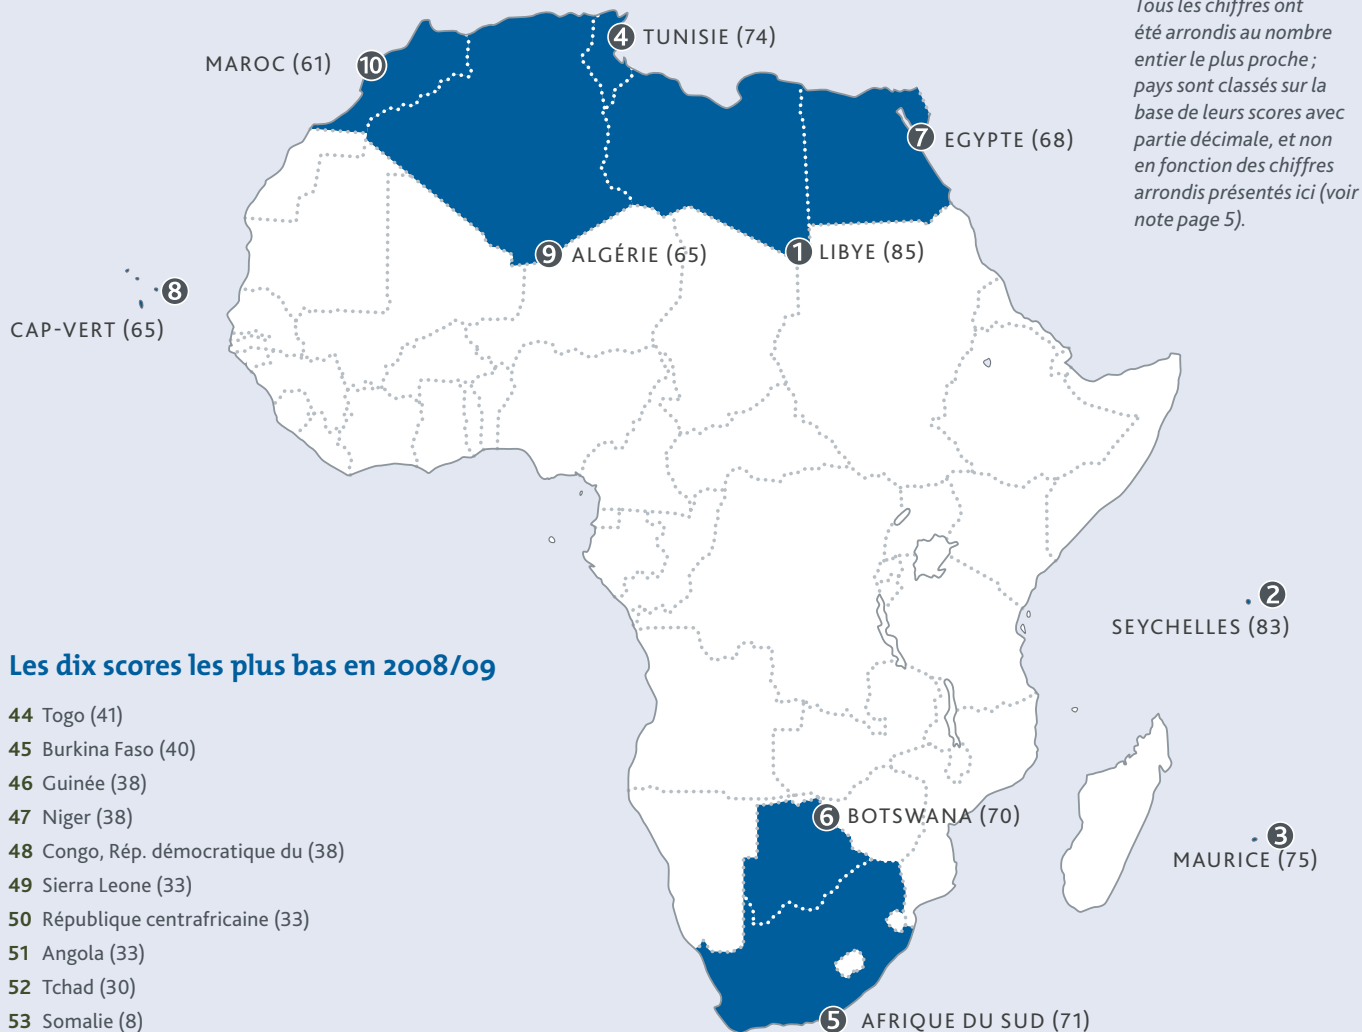 Tous les chiffres ont
été arrondis au nombre
entier le plus proche ;
pays sont classés sur la
base de leurs scores avec
partie décimale, et non
en fonction des chiffres
arrondis présentés ici (voir
note page 5).
4 TUNISIE (74)
MAROC (61) 10
7 EGYPTE (68)
9 ALGÉRIE (65)
1 LIBYE (85)
8
CAP-VERT (65)
2
SEYCHELLES (83)
6 BOTSWANA (70)
3
MAURICE (75)
5 AFRIQUE DU SUD (71)
Les dix scores les plus bas en 2008/09
44 Togo (41)
45 Burkina Faso (40)
46 Guinée (38)
47 Niger (38)
48 Congo, Rép. démocratique du (38)
49 Sierra Leone (33)
50 République centrafricaine (33)
51 Angola (33)
52 Tchad (30)
53 Somalie (8)